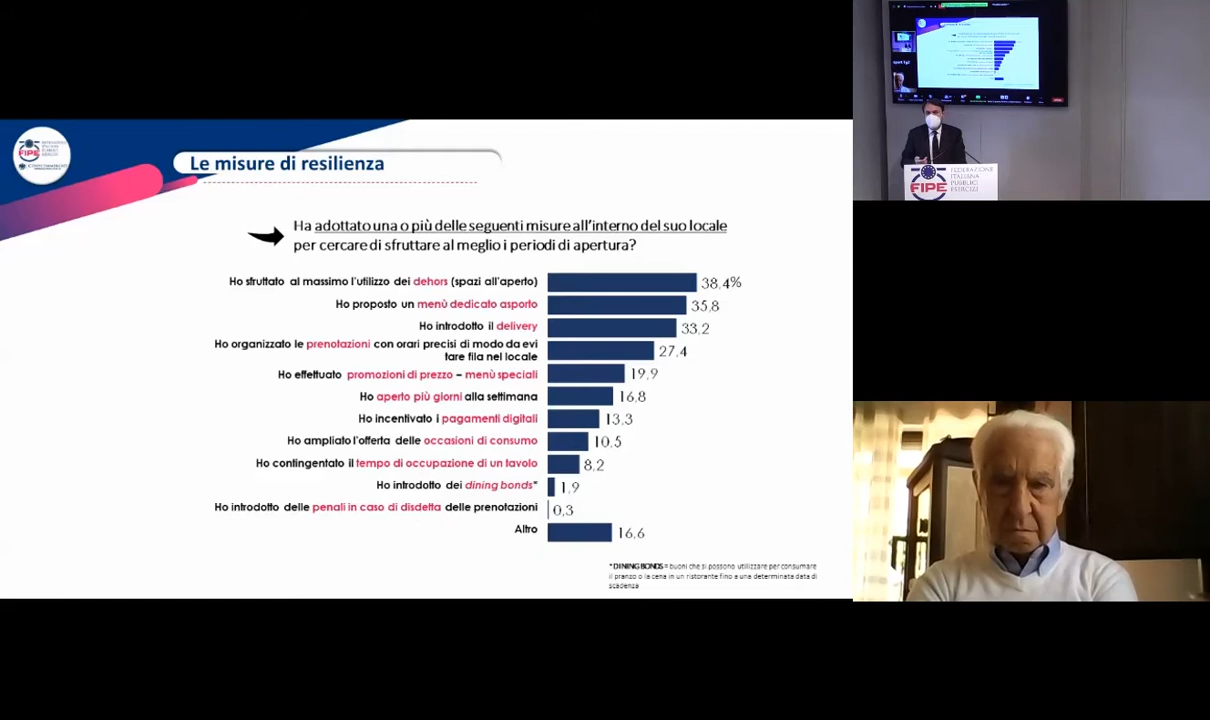 Le misure di resilienza
FIPE
Ha adottato una o più delle seguenti misure all'interno del suo locale
per cercare di sfruttare al meglio i periodi di apertura?
Ho sfruttato al massimo l'utilizzo dei dehors (spazi all'aperto) 38,4%
Ho proposto un menù dedicato asporto 35,8
Ho introdotto il delivery 33,2
Ho organizzato le prenotazioni con orari precisi di modo da evi
fare fila nel locale 27,4
Ho effettuato promozioni di prezzo – menù speciali 19,9
Ho aperto più giorni alla settimana 16,8
Ho incentivato i pagamenti digitali 13,3
Ho ampliato l'offerta delle occasioni di consumo 10,5
Ho contingentato il tempo di occupazione di un tavolo 8,2
Ho introdotto dei dining bonds* 1,9
Ho introdotto delle penali in caso di disdetta delle prenotazioni 0,3
Altro 16,6
* DINING BONDS = buoni che si possono utilizzare per consumare
il pranzo o la cena in un ristorante fino a una determinata data di
scadenza
FIPE
FEDERAZIONE
ITALIANA
PUBBLICI
ESERCIZI